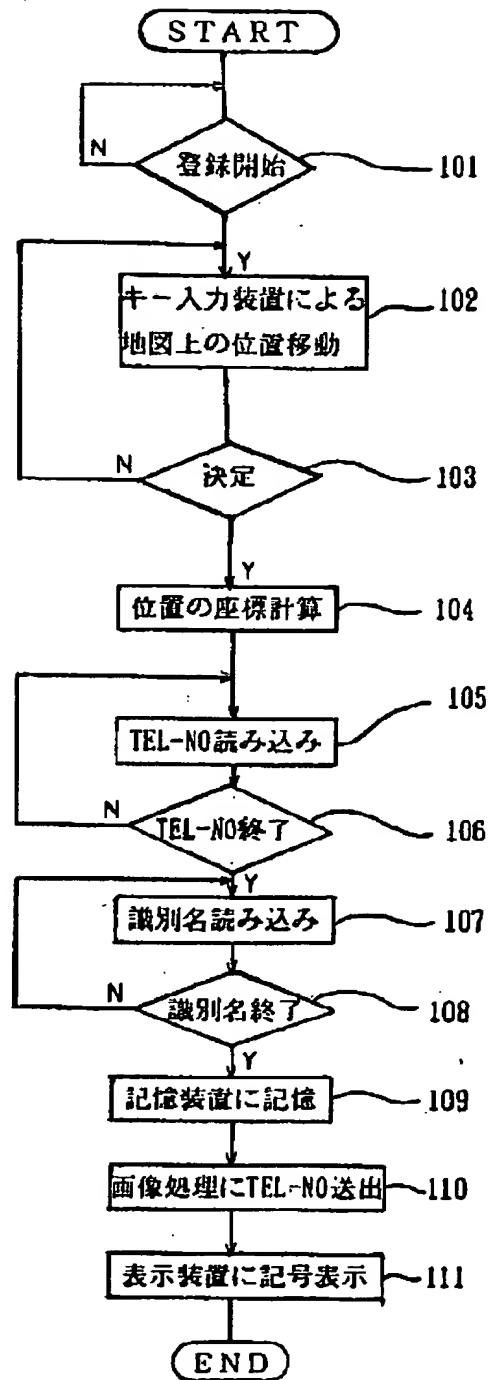 START
N
登録開始
101
Y
キー入力装置による
地図上の位置移動
102
N
決定
103
Y
位置の座標計算
104
TEL-NO読み込み
105
N
TEL-NO終了
106
Y
識別名読み込み
107
N
識別名終了
108
Y
記憶装置に記憶
109
画像処理にTEL-NO送出
110
表示装置に記号表示
111
END